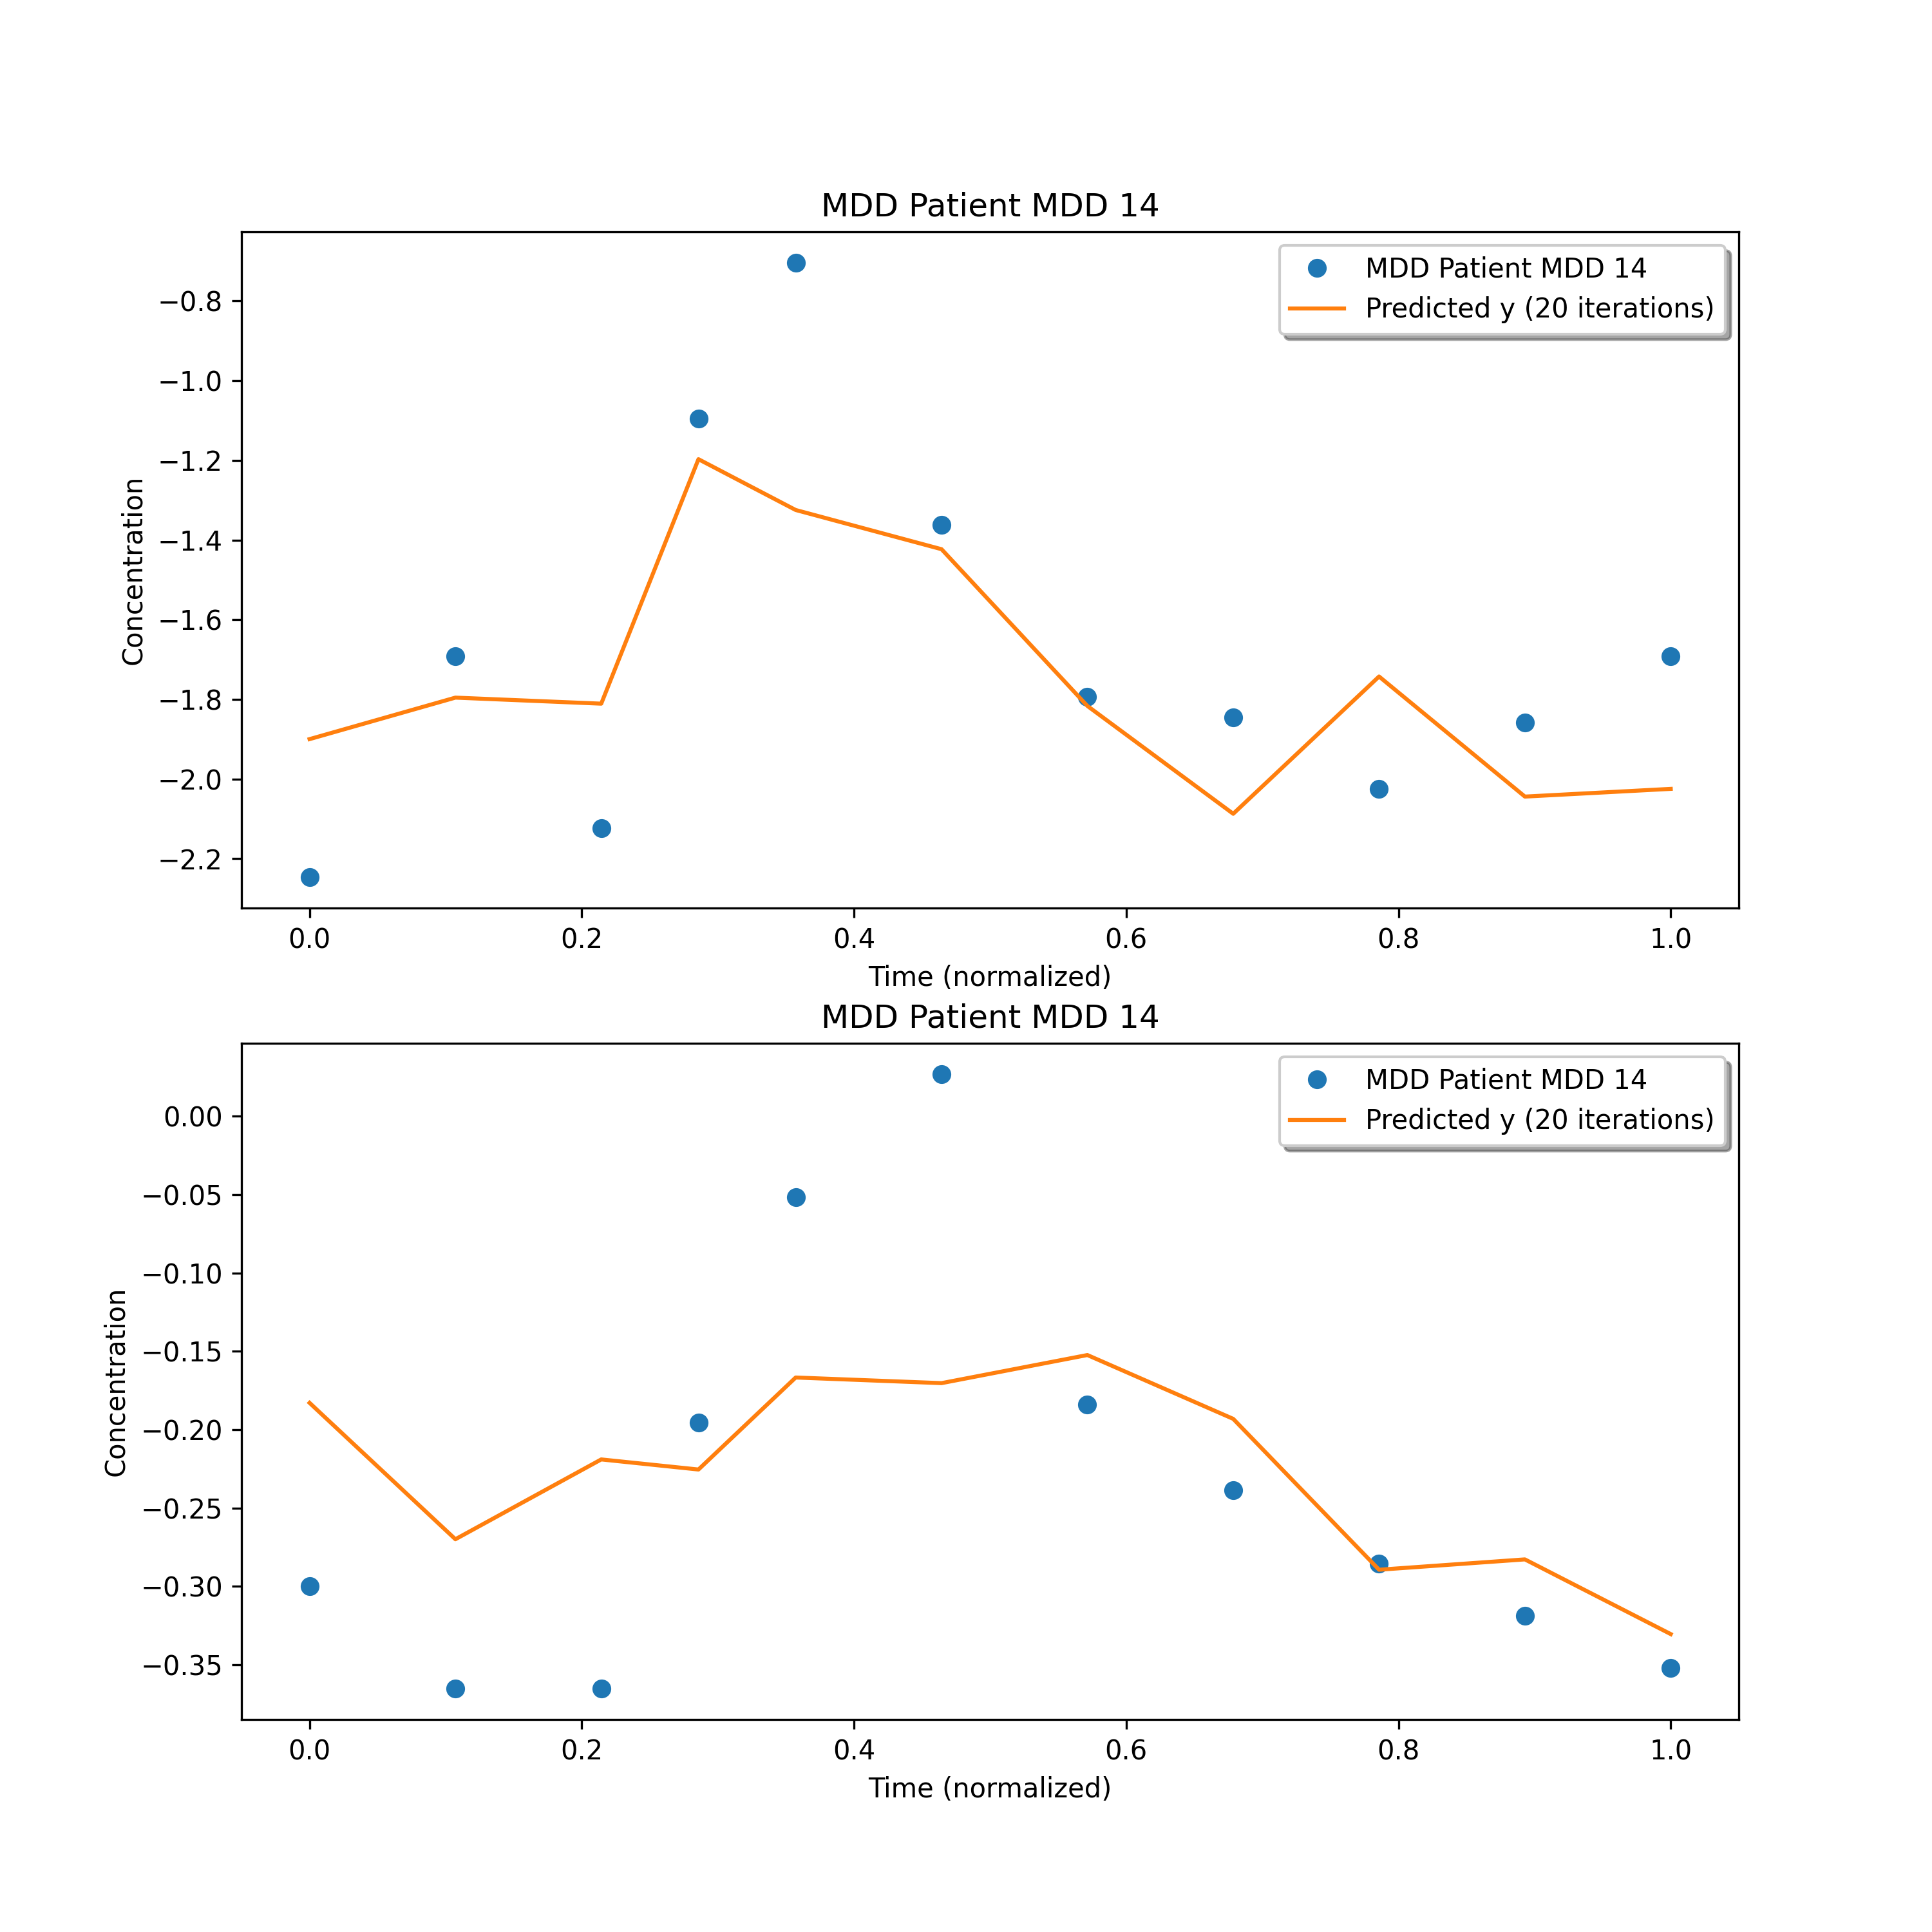 MDD Patient MDD 14
MDD Patient MDD 14
Predicted y (20 iterations)
Concentration
−0.8
−1.0
−1.2
−1.4
−1.6
−1.8
−2.0
−2.2
0.0 0.2 0.4 0.6 0.8 1.0
Time (normalized)
MDD Patient MDD 14
MDD Patient MDD 14
Predicted y (20 iterations)
Concentration
0.00
−0.05
−0.10
−0.15
−0.20
−0.25
−0.30
−0.35
0.0 0.2 0.4 0.6 0.8 1.0
Time (normalized)